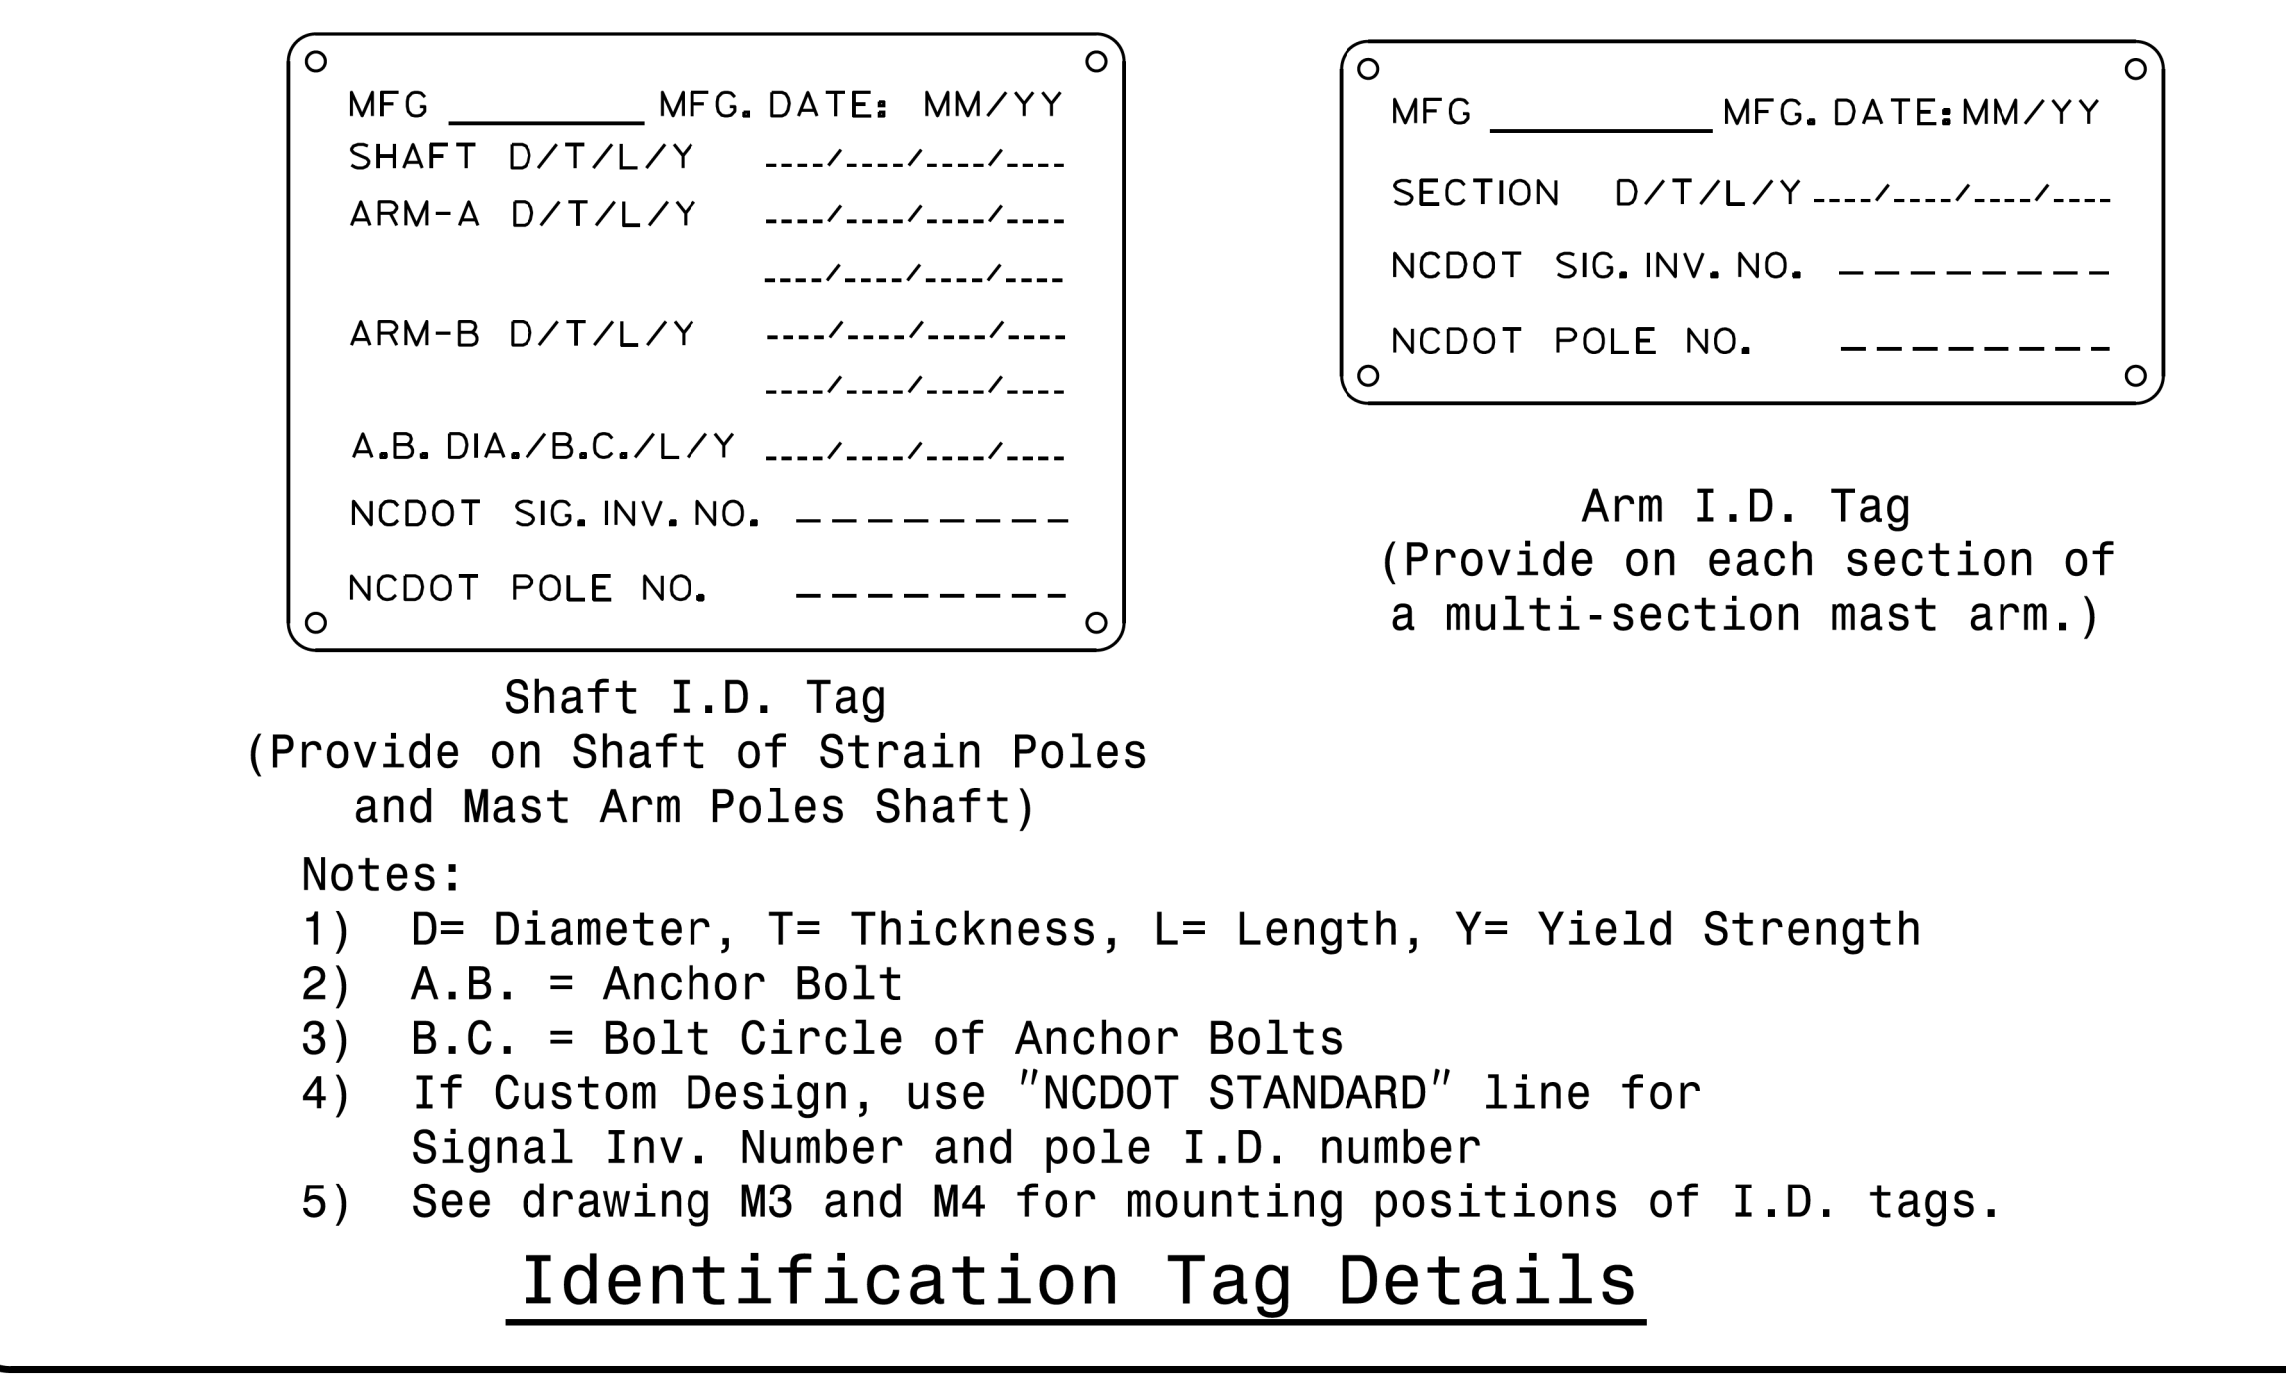 MFG ________ MFG. DATE: MM/YY
SHAFT D/T/L/Y ----/----/----/----
ARM-A D/T/L/Y ----/----/----/----
----/----/----/----
ARM-B D/T/L/Y ----/----/----/----
----/----/----/----
A.B. DIA./B.C./L/Y ----/----/----/----
NCDOT SIG. INV. NO. _ _ _ _ _ _ _ _
NCDOT POLE NO. _ _ _ _ _ _ _ _
Shaft I.D. Tag
(Provide on Shaft of Strain Poles
and Mast Arm Poles Shaft)
MFG ________ MFG. DATE: MM/YY
SECTION D/T/L/Y ----/----/----/----
NCDOT SIG. INV. NO. _ _ _ _ _ _ _ _
NCDOT POLE NO. _ _ _ _ _ _ _ _
Arm I.D. Tag
(Provide on each section of
a multi-section mast arm.)
Notes:
1) D= Diameter, T= Thickness, L= Length, Y= Yield Strength
2) A.B. = Anchor Bolt
3) B.C. = Bolt Circle of Anchor Bolts
4) If Custom Design, use "NCDOT STANDARD" line for
Signal Inv. Number and pole I.D. number
5) See drawing M3 and M4 for mounting positions of I.D. tags.
Identification Tag Details